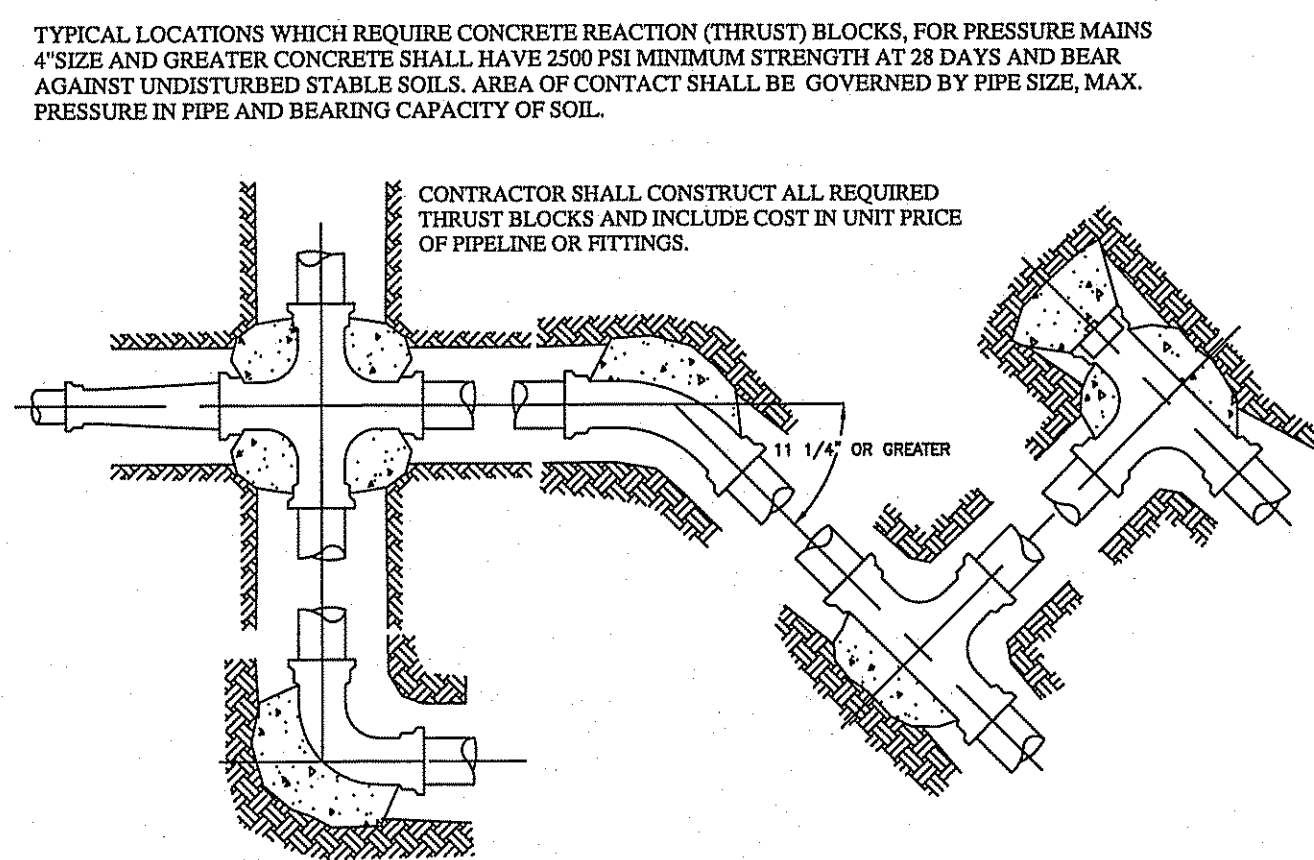 TYPICAL LOCATIONS WHICH REQUIRE CONCRETE REACTION (THRUST) BLOCKS, FOR PRESSURE MAINS
4"SIZE AND GREATER CONCRETE SHALL HAVE 2500 PSI MINIMUM STRENGTH AT 28 DAYS AND BEAR
AGAINST UNDISTURBED STABLE SOILS. AREA OF CONTACT SHALL BE GOVERNED BY PIPE SIZE, MAX.
PRESSURE IN PIPE AND BEARING CAPACITY OF SOIL.
CONTRACTOR SHALL CONSTRUCT ALL REQUIRED
THRUST BLOCKS AND INCLUDE COST IN UNIT PRICE
OF PIPELINE OR FITTINGS.
11 1/4" OR GREATER